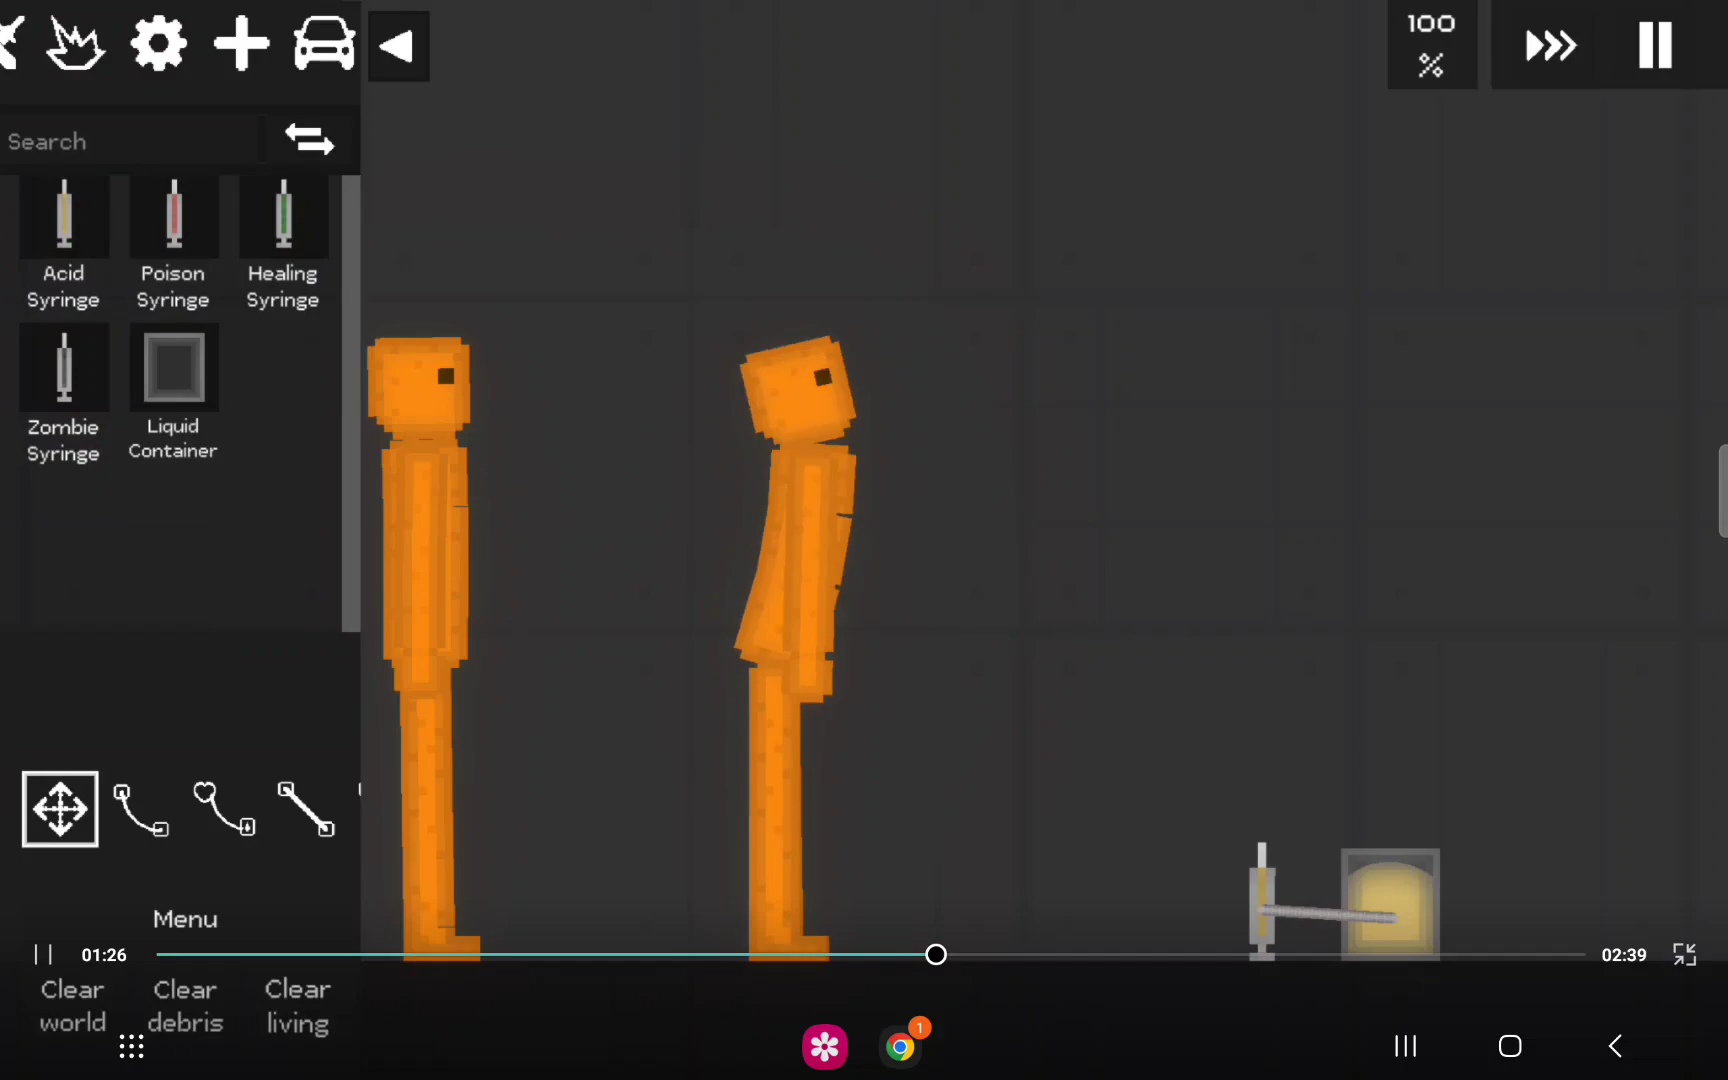 100
%
Search
Acid
Syringe
Poison
Syringe
Healing
Syringe
Zombie
Syringe
Liquid
Container
Menu
01:26
02:39
Clear
world
Clear
debris
Clear
living
1